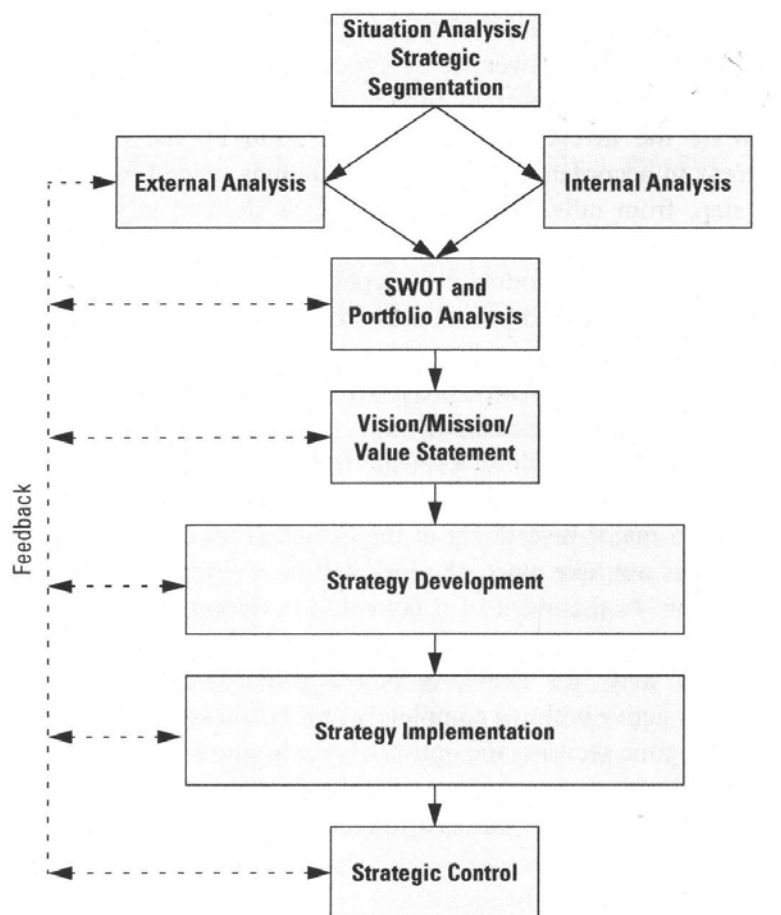 Situation Analysis/
Strategic
Segmentation
External Analysis
Internal Analysis
SWOT and
Portfolio Analysis
Vision/Mission/
Value Statement
Feedback
Strategy Development
Strategy Implementation
Strategic Control